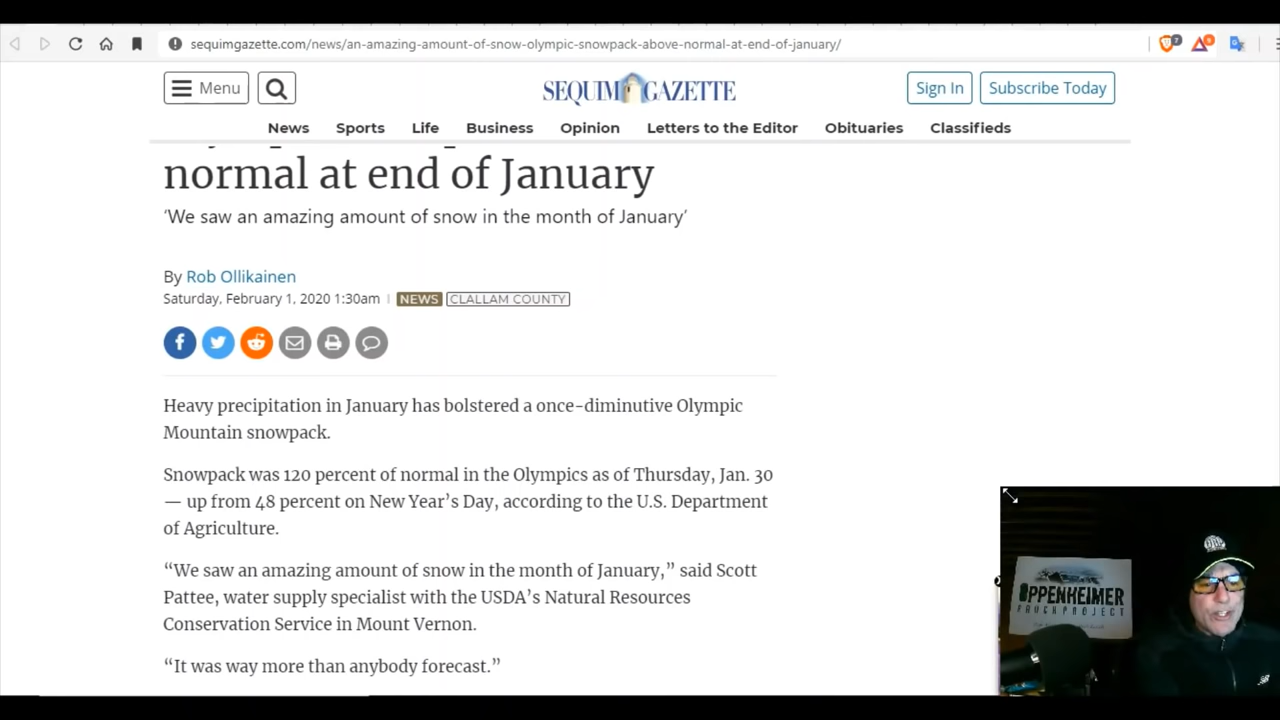 sequimgazette.com/news/an-amazing-amount-of-snow-olympic-snowpack-above-normal-at-end-of-january/
Menu
SEQUIM GAZETTE
Sign In
Subscribe Today
News Sports Life Business Opinion Letters to the Editor Obituaries Classifieds
normal at end of January
‘We saw an amazing amount of snow in the month of January’
By Rob Ollikainen
Saturday, February 1, 2020 1:30am | NEWS CLALLAM COUNTY
Heavy precipitation in January has bolstered a once-diminutive Olympic
Mountain snowpack.
Snowpack was 120 percent of normal in the Olympics as of Thursday, Jan. 30
— up from 48 percent on New Year’s Day, according to the U.S. Department
of Agriculture.
“We saw an amazing amount of snow in the month of January,” said Scott
Pattee, water supply specialist with the USDA’s Natural Resources
Conservation Service in Mount Vernon.
“It was way more than anybody forecast.”
OPPENHEIMER
RANCH PROJECT